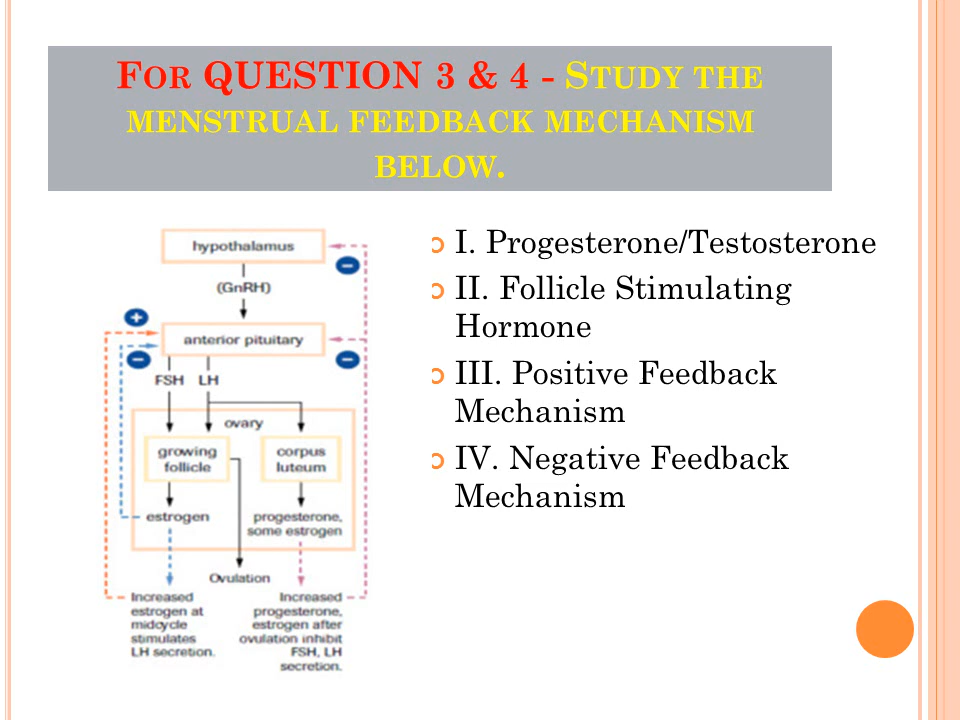 FOR QUESTION 3 & 4 - STUDY THE
MENSTRUAL FEEDBACK MECHANISM
BELOW.
hypothalamus
(GnRH)
anterior pituitary
FSH LH
ovary
growing
follicle
corpus
luteum
estrogen
progesterone,
some estrogen
Ovulation
Increased
estrogen at
midcycle
stimulates
LH secretion.
Increased
progesterone,
estrogen after
ovulation inhibit
FSH, LH
secretion.
I. Progesterone/Testosterone
II. Follicle Stimulating
Hormone
III. Positive Feedback
Mechanism
IV. Negative Feedback
Mechanism